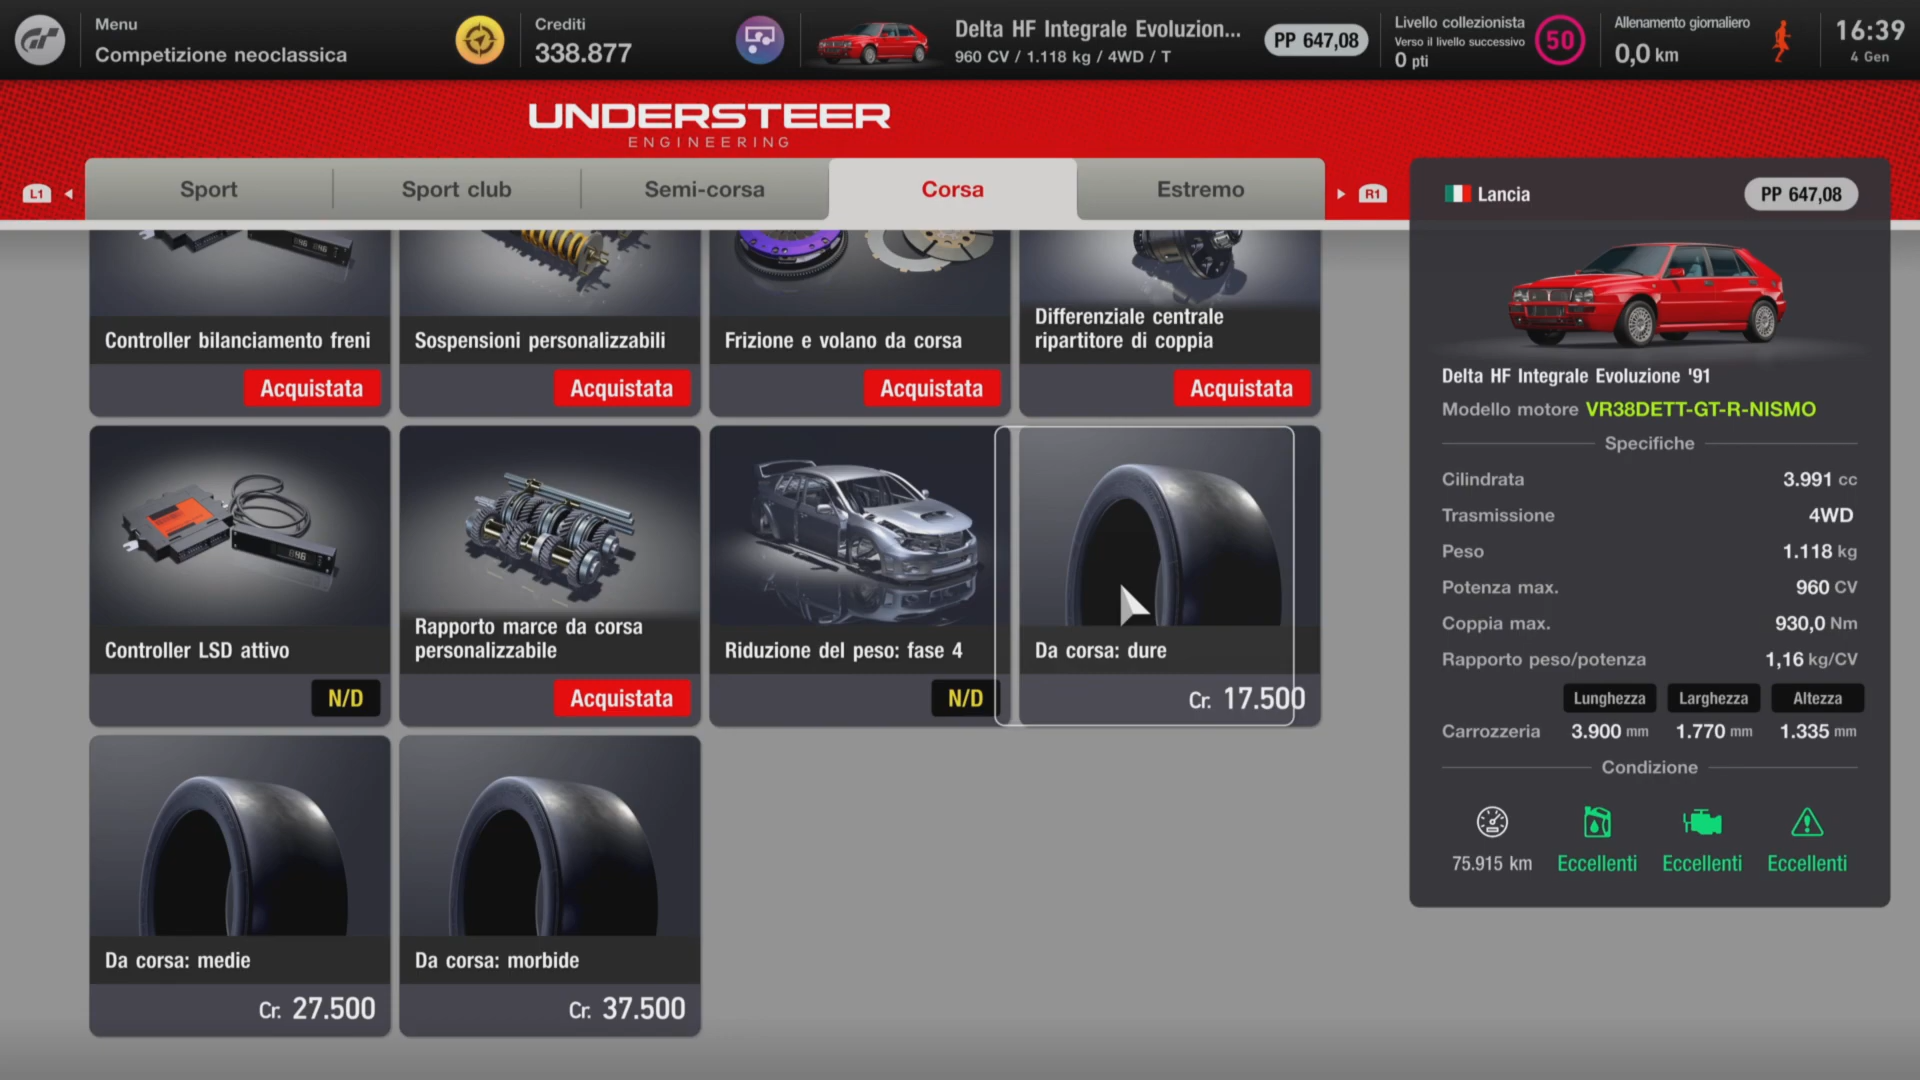 Menu
Competizione neoclassica
Crediti
338.877
Delta HF Integrale Evoluzion...
960 CV / 1.118 kg / 4WD / T
PP 647,08
Livello collezionista
Verso il livello successivo
0 pti
50
Allenamento giornaliero
0,0 km
16:39
4 Gen
UNDERSTEER
ENGINEERING
L1
Sport
Sport club
Semi-corsa
Corsa
Estremo
R1
Controller bilanciamento freni
Acquistata
Sospensioni personalizzabili
Acquistata
Frizione e volano da corsa
Acquistata
Differenziale centrale
ripartitore di coppia
Acquistata
Controller LSD attivo
N/D
Rapporto marce da corsa
personalizzabile
Acquistata
Riduzione del peso: fase 4
N/D
Da corsa: dure
Cr. 17.500
Da corsa: medie
Cr. 27.500
Da corsa: morbide
Cr. 37.500
Lancia
PP 647,08
Delta HF Integrale Evoluzione '91
Modello motore VR38DETT-GT-R-NISMO
Specifiche
Cilindrata 3.991 cc
Trasmissione 4WD
Peso 1.118 kg
Potenza max. 960 CV
Coppia max. 930,0 Nm
Rapporto peso/potenza 1,16 kg/CV
Lunghezza Larghezza Altezza
Carrozzeria 3.900 mm 1.770 mm 1.335 mm
Condizione
75.915 km Eccellenti Eccellenti Eccellenti